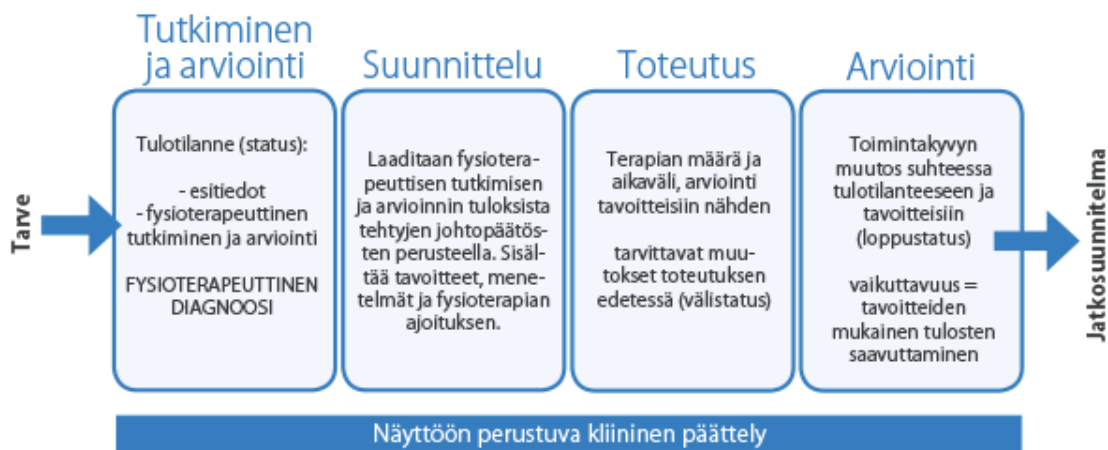 Tarve
Tutkiminen
ja arviointi
Tulotilanne (status):
- esitiedot
-fysioterapeuttinen
tutkiminen ja arviointi
FYSIOTERAPEUTTINEN
DIAGNOOSI
Suunnittelu
Laaditaan fysiotera-
peuttisen tutkimisen
ja arvioinnin tuloksista
tehtyjen johtopäätös-
ten perusteella. Sisäl-
tää tavoitteet, mene-
telmät ja fysioterapian
ajoituksen.
Toteutus
Terapian määrä ja
aikaväli, arviointi
tavoitteisiin nähden
tarvittavat muu-
tokset toteutuksen
edetessä (välistatus)
Arviointi
Toimintakyvyn
muutos suhteessa
tulotilanteeseen ja
tavoitteisiin
(loppustatus)
vaikuttavuus =
tavoitteiden
mukainen tulosten
saavuttaminen
Jatkosuunnitelma
Näyttöön perustuva kliininen päättely